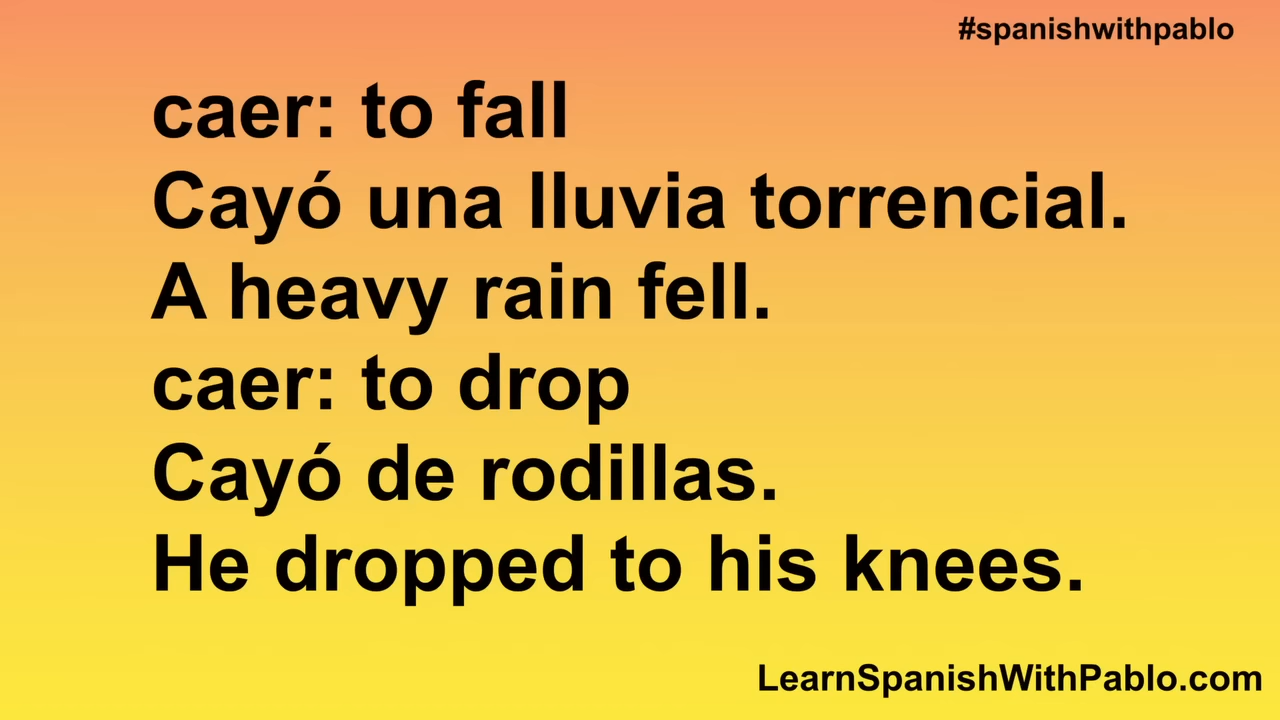 #spanishwithpablo
caer: to fall
Cayó una lluvia torrencial.
A heavy rain fell.
caer: to drop
Cayó de rodillas.
He dropped to his knees.
LearnSpanishWithPablo.com